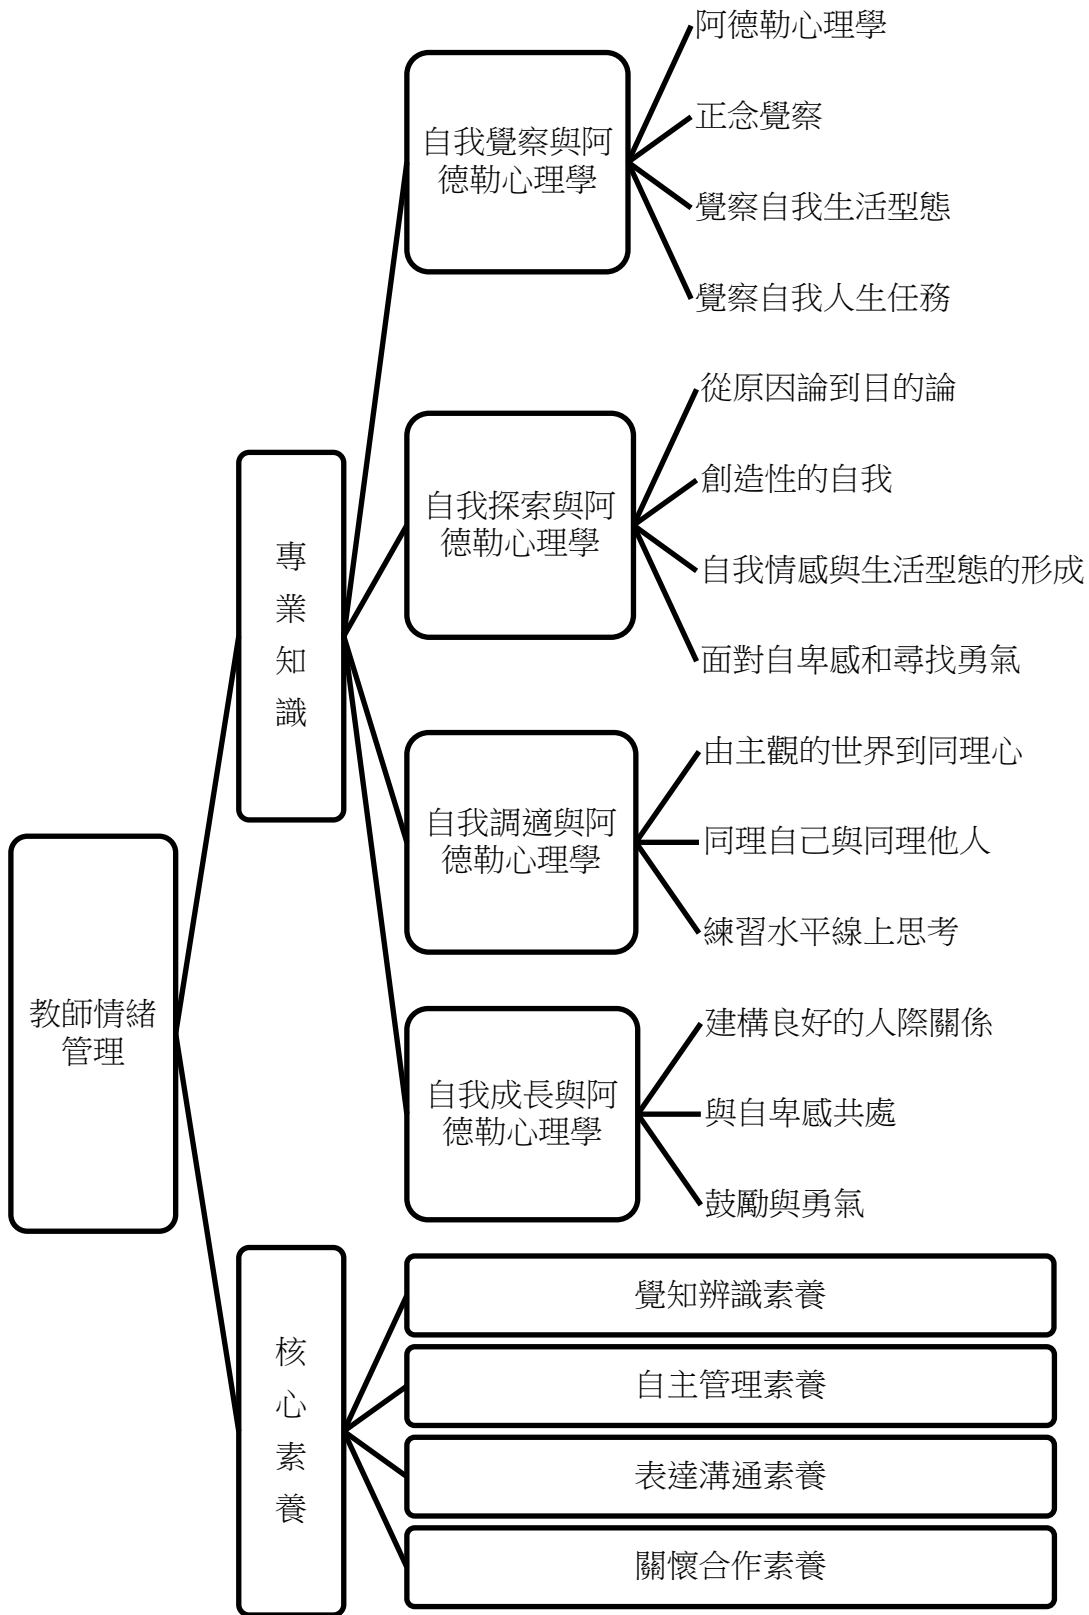 教師情緒
管理
專
業
知
識
自我覺察與阿
德勒心理學
阿德勒心理學
正念覺察
覺察自我生活型態
覺察自我人生任務
自我探索與阿
德勒心理學
從原因論到目的論
創造性的自我
自我情感與生活型態的形成
面對自卑感和尋找勇氣
自我調適與阿
德勒心理學
由主觀的世界到同理心
同理自己與同理他人
練習水平線上思考
自我成長與阿
德勒心理學
建構良好的人際關係
與自卑感共處
鼓勵與勇氣
核
心
素
養
覺知辨識素養
自主管理素養
表達溝通素養
關懷合作素養